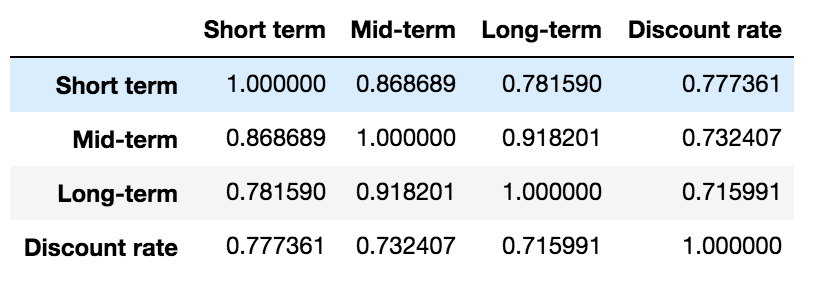 Short term Mid-term Long-term Discount rate
Short term 1.000000 0.868689 0.781590 0.777361
Mid-term 0.868689 1.000000 0.918201 0.732407
Long-term 0.781590 0.918201 1.000000 0.715991
Discount rate 0.777361 0.732407 0.715991 1.000000